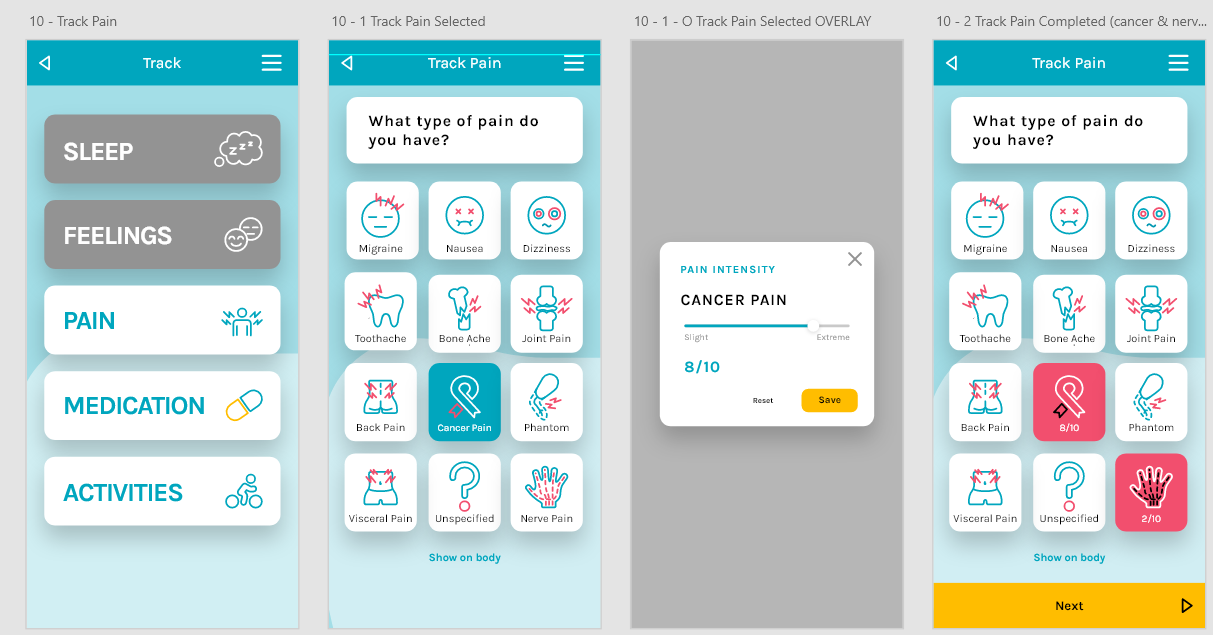 10 - Track Pain
Track
SLEEP
z z z
FEELINGS
PAIN
MEDICATION
ACTIVITIES
10 - 1 Track Pain Selected
Track Pain
What type of pain do
you have?
Migraine
Nausea
Dizziness
Toothache
Bone Ache
Joint Pain
Back Pain
Cancer Pain
Phantom
Visceral Pain
Unspecified
Nerve Pain
Show on body
10 - 1 - O Track Pain Selected OVERLAY
PAIN INTENSITY
CANCER PAIN
Slight
Extreme
8/10
Reset
Save
10 - 2 Track Pain Completed (cancer & nerv...
Track Pain
What type of pain do
you have?
Migraine
Nausea
Dizziness
Toothache
Bone Ache
Joint Pain
Back Pain
8/10
Phantom
Visceral Pain
Unspecified
2/10
Show on body
Next